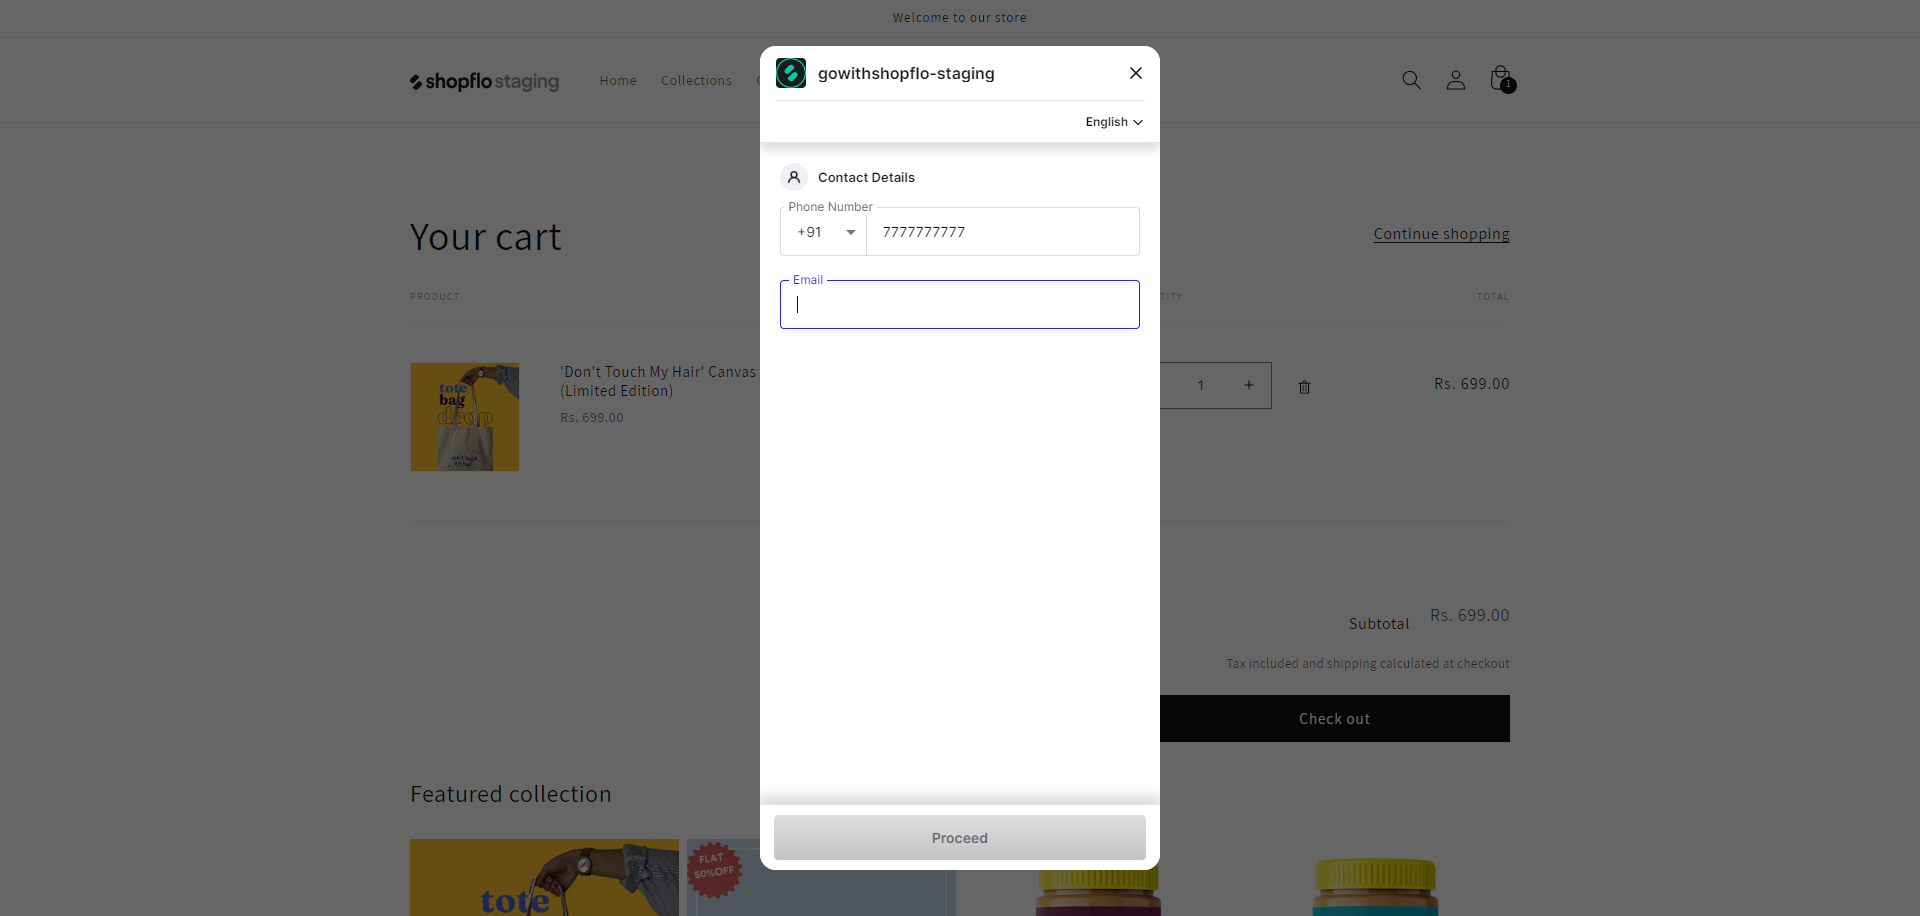 Welcome to our store
shopflo staging
Home
Collections
1
gowithshopflo-staging
English
Contact Details
Phone Number
+91
7777777777
Email
Proceed
Your cart
Continue shopping
PRODUCT
TITY
TOTAL
tote
bag
drop
'Don't Touch My Hair' Canvas
(Limited Edition)
Rs. 699.00
1
+
Rs. 699.00
Subtotal
Rs. 699.00
Tax included and shipping calculated at checkout
Check out
Featured collection
tote
FLAT
50%OFF